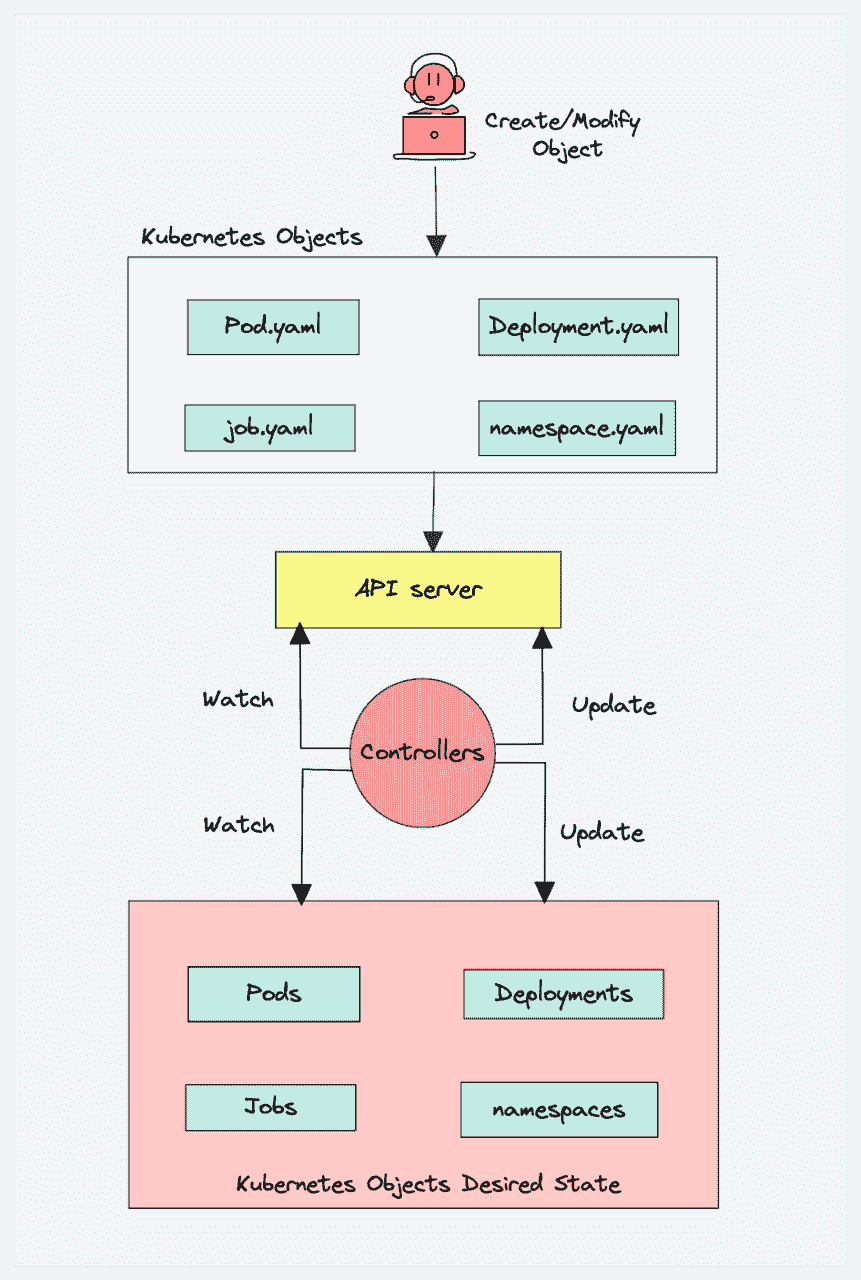 Create/Modify
Object
Kubernetes Objects
Pod.yaml
Deployment.yaml
job.yaml
namespace.yaml
API server
Watch
Update
Controllers
Watch
Update
Pods
Deployments
Jobs
namespaces
Kubernetes Objects Desired State